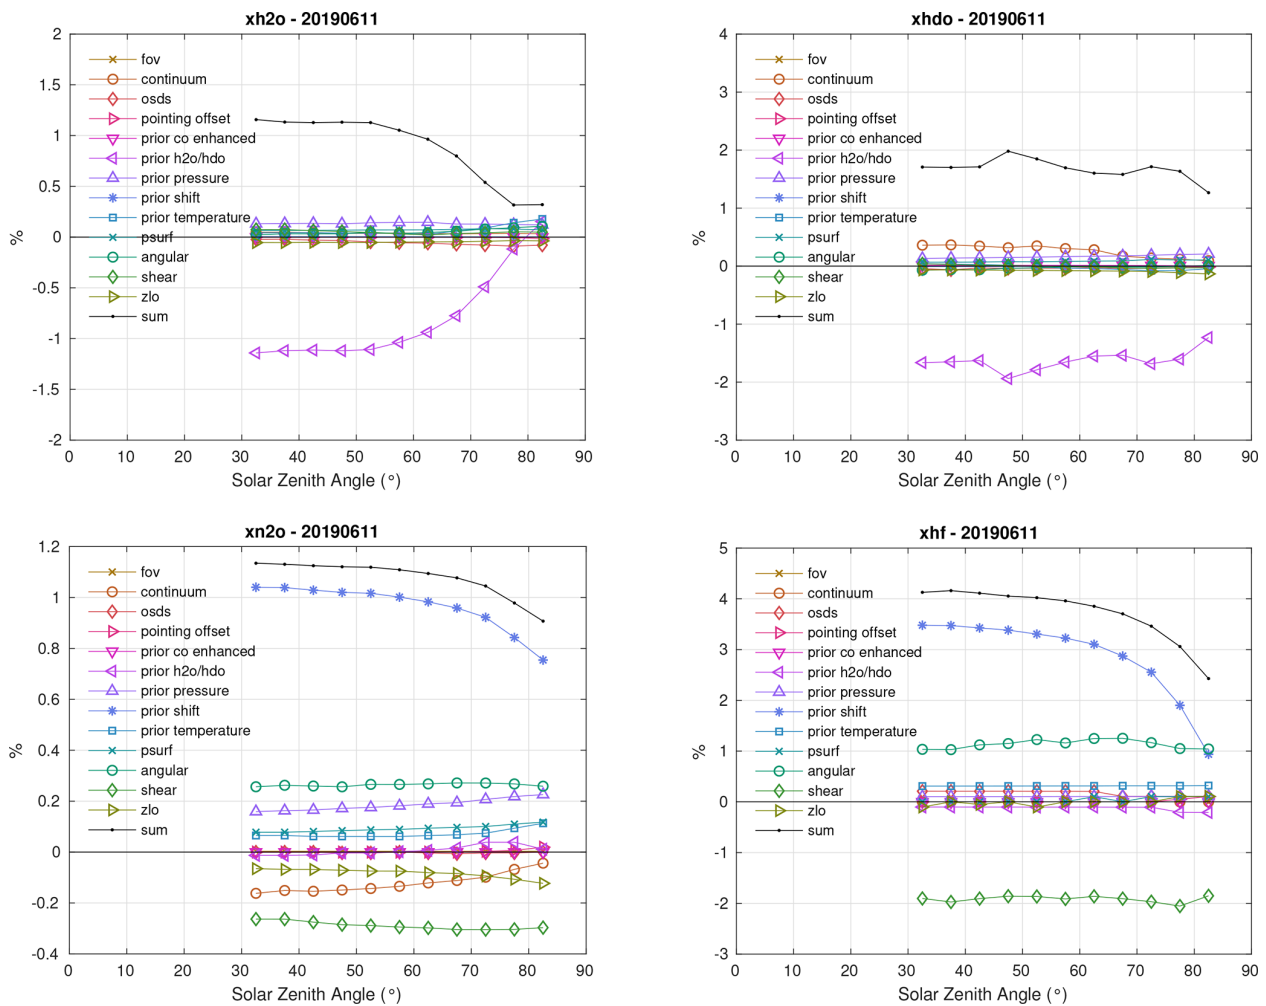 xh2o - 20190611
2
1.5
1
0.5
0
-0.5
-1
-1.5
-2
%
fov
continuum
osds
pointing offset
prior co enhanced
prior h2o/hdo
prior pressure
prior shift
prior temperature
psurf
angular
shear
zlo
sum
0 10 20 30 40 50 60 70 80 90
Solar Zenith Angle (°)
xhdo - 20190611
4
3
2
1
0
-1
-2
-3
%
fov
continuum
osds
pointing offset
prior co enhanced
prior h2o/hdo
prior pressure
prior shift
prior temperature
psurf
angular
shear
zlo
sum
0 10 20 30 40 50 60 70 80 90
Solar Zenith Angle (°)
xn2o - 20190611
1.2
1
0.8
0.6
0.4
0.2
0
-0.2
-0.4
%
fov
continuum
osds
pointing offset
prior co enhanced
prior h2o/hdo
prior pressure
prior shift
prior temperature
psurf
angular
shear
zlo
sum
0 10 20 30 40 50 60 70 80 90
Solar Zenith Angle (°)
xhf - 20190611
5
4
3
2
1
0
-1
-2
-3
%
fov
continuum
osds
pointing offset
prior co enhanced
prior h2o/hdo
prior pressure
prior shift
prior temperature
psurf
angular
shear
zlo
sum
0 10 20 30 40 50 60 70 80 90
Solar Zenith Angle (°)